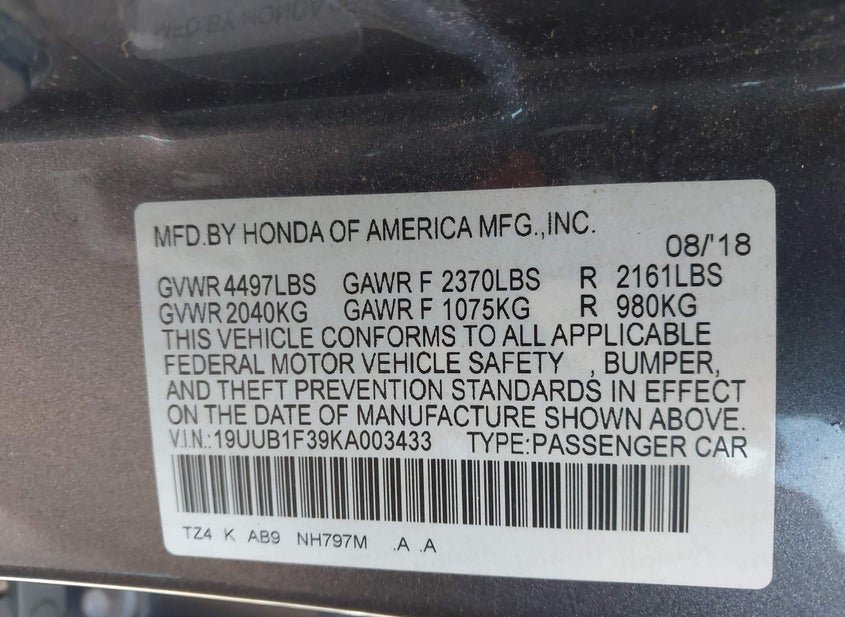 MFD.BY HONDA OF AMERICA MFG.,INC.
08/'18
GVWR 4497LBS GAWR F 2370LBS R 2161LBS
GVWR 2040KG GAWR F 1075KG R 980KG
THIS VEHICLE CONFORMS TO ALL APPLICABLE
FEDERAL MOTOR VEHICLE SAFETY , BUMPER,
AND THEFT PREVENTION STANDARDS IN EFFECT
ON THE DATE OF MANUFACTURE SHOWN ABOVE.
V.I.N.:19UUB1F39KA003433 TYPE:PASSENGER CAR
TZ4 K AB9 NH797M .A .A